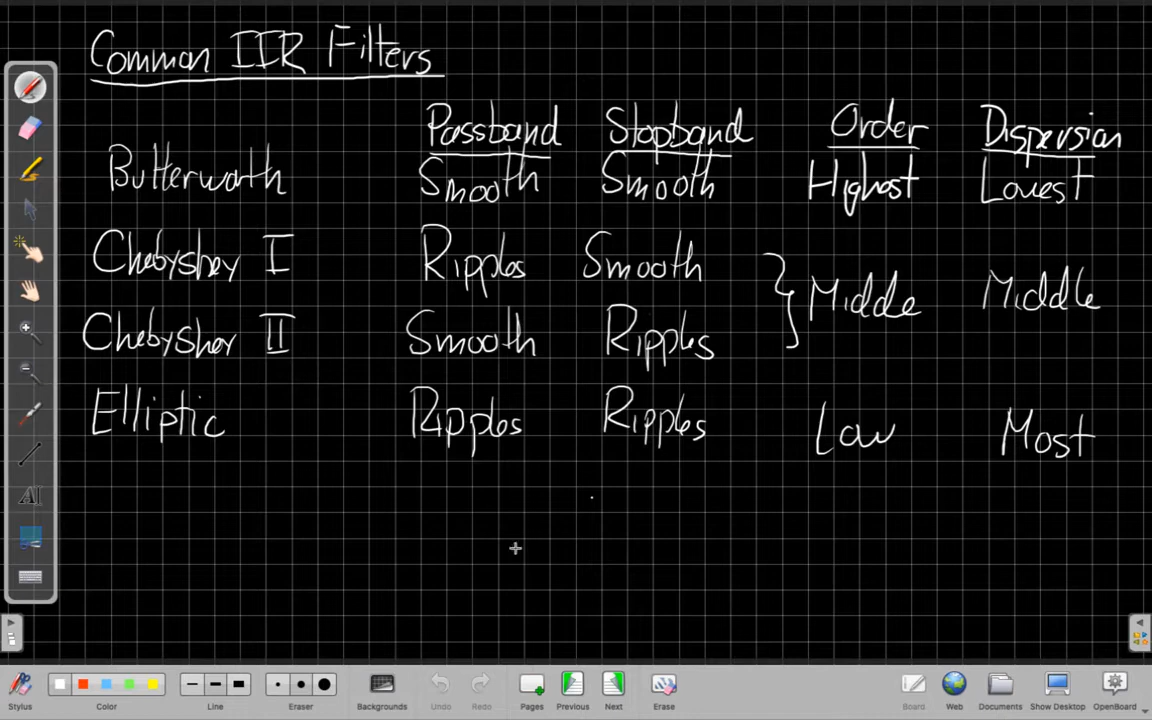 Common IIR Filters
Passband Stopband Order Dispersion
Butterworth Smooth Smooth Highest Lowest
Chebyshev I Ripples Smooth
Midde Middle
Chebyshev II Smooth Ripples
Elliptic Ripples Ripples Low Most
Stylus Color Line Eraser Backgrounds Undo Redo Pages Previous Next Erase Board Web Documents Show Desktop OpenBoard